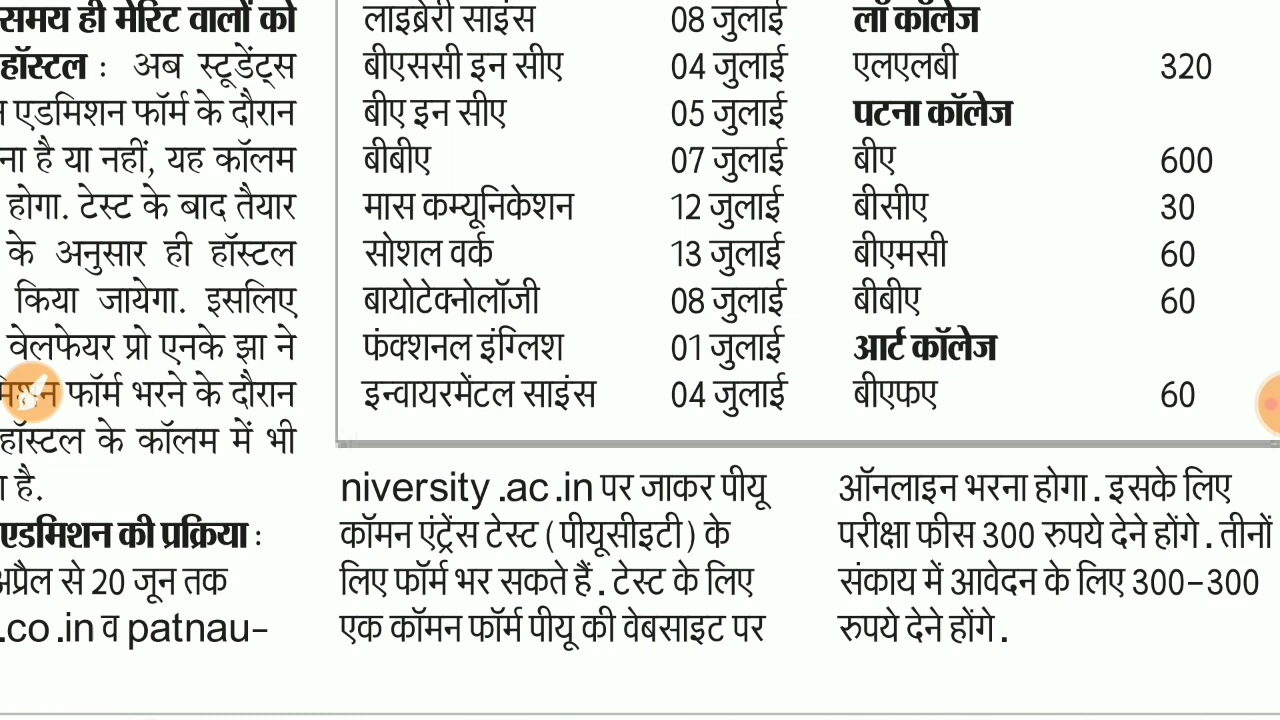 समय ही मेरिट वालों को
हॉस्टल : अब स्टूडेंट्स
एडमिशन फॉर्म के दौरान
ना है या नहीं, यह कॉलम
होगा. टेस्ट के बाद तैयार
के अनुसार ही हॉस्टल
किया जायेगा. इसलिए
वेलफेयर प्रो एनके झा ने
फॉर्म भरने के दौरान
हॉस्टल के कॉलम में भी
है.
एडमिशन की प्रक्रिया :
अप्रैल से 20 जून तक
.co.in व patnau-
लाइब्रेरी साइंस 08 जुलाई
बीएससी इन सीए 04 जुलाई
बीए इन सीए 05 जुलाई
बीबीए 07 जुलाई
मास कम्यूनिकेशन 12 जुलाई
सोशल वर्क 13 जुलाई
बायोटेक्नोलॉजी 08 जुलाई
फंक्शनल इंग्लिश 01 जुलाई
इन्वायरमेंटल साइंस 04 जुलाई
लॉ कॉलेज
एलएलबी 320
पटना कॉलेज
बीए 600
बीसीए 30
बीएमसी 60
बीबीए 60
आर्ट कॉलेज
बीएफए 60
niversity.ac.in पर जाकर पीयू
कॉमन एंट्रेंस टेस्ट (पीयूसीइटी) के
लिए फॉर्म भर सकते हैं. टेस्ट के लिए
एक कॉमन फॉर्म पीयू की वेबसाइट पर
ऑनलाइन भरना होगा. इसके लिए
परीक्षा फीस 300 रुपये देने होंगे. तीनों
संकाय में आवेदन के लिए 300-300
रुपये देने होंगे.